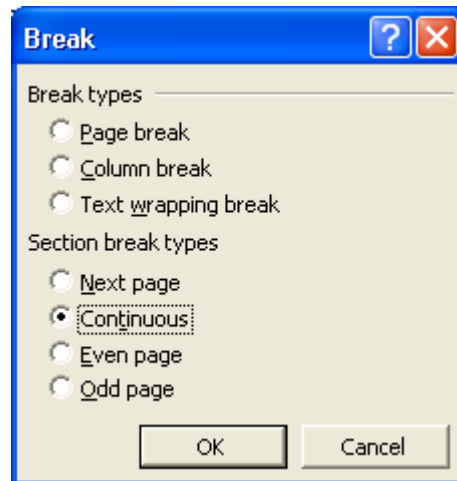 Break
Break types
Page break
Column break
Text wrapping break
Section break types
Next page
Continuous
Even page
Odd page
OK Cancel